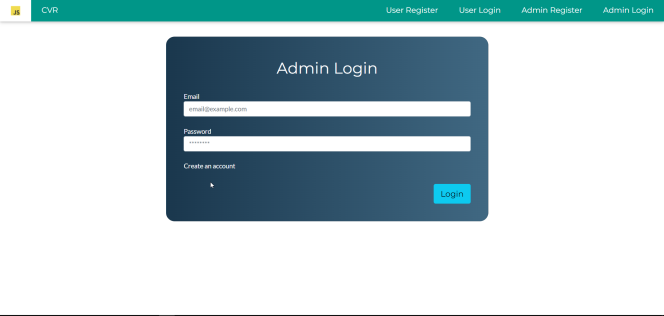 JS
CVR
User Register
User Login
Admin Register
Admin Login
Admin Login
Email
email@example.com
Password
********
Create an account
Login